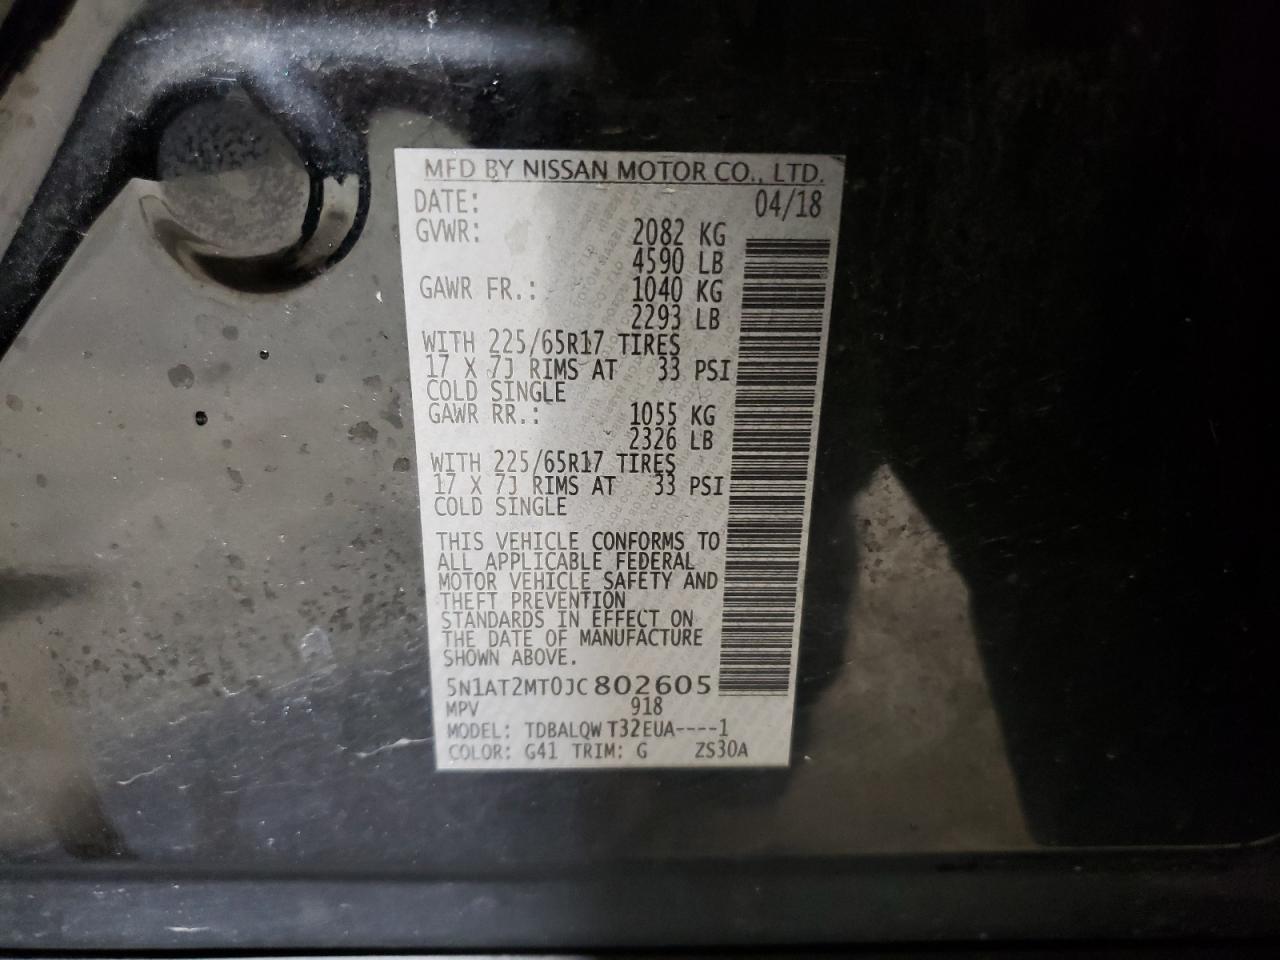 MFD BY NISSAN MOTOR CO., LTD.
DATE: 04/18
GVWR: 2082 KG
4590 LB
GAWR FR.: 1040 KG
2293 LB
WITH 225/65R17 TIRES
17 X 7J RIMS AT 33 PSI
COLD SINGLE
GAWR RR.: 1055 KG
2326 LB
WITH 225/65R17 TIRES
17 X 7J RIMS AT 33 PSI
COLD SINGLE
THIS VEHICLE CONFORMS TO
ALL APPLICABLE FEDERAL
MOTOR VEHICLE SAFETY AND
THEFT PREVENTION
STANDARDS IN EFFECT ON
THE DATE OF MANUFACTURE
SHOWN ABOVE.
5N1AT2MT0JC802605
MPV 918
MODEL: TDBALQW T32EUA----1
COLOR: G41 TRIM: G ZS30A